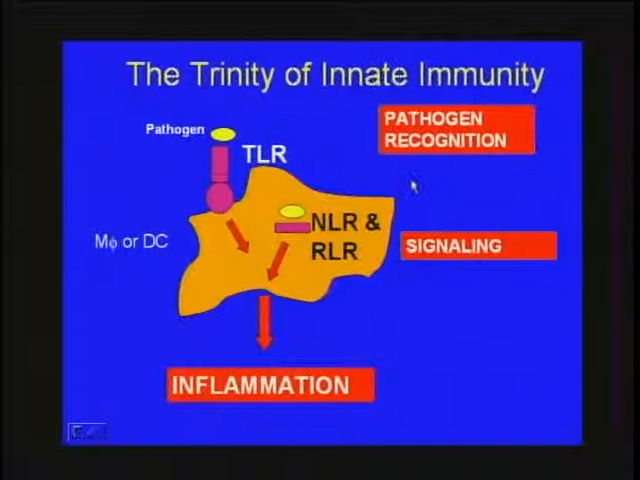 The Trinity of Innate Immunity
PATHOGEN
RECOGNITION
Pathogen
TLR
NLR &
RLR
Mϕ or DC
SIGNALING
INFLAMMATION